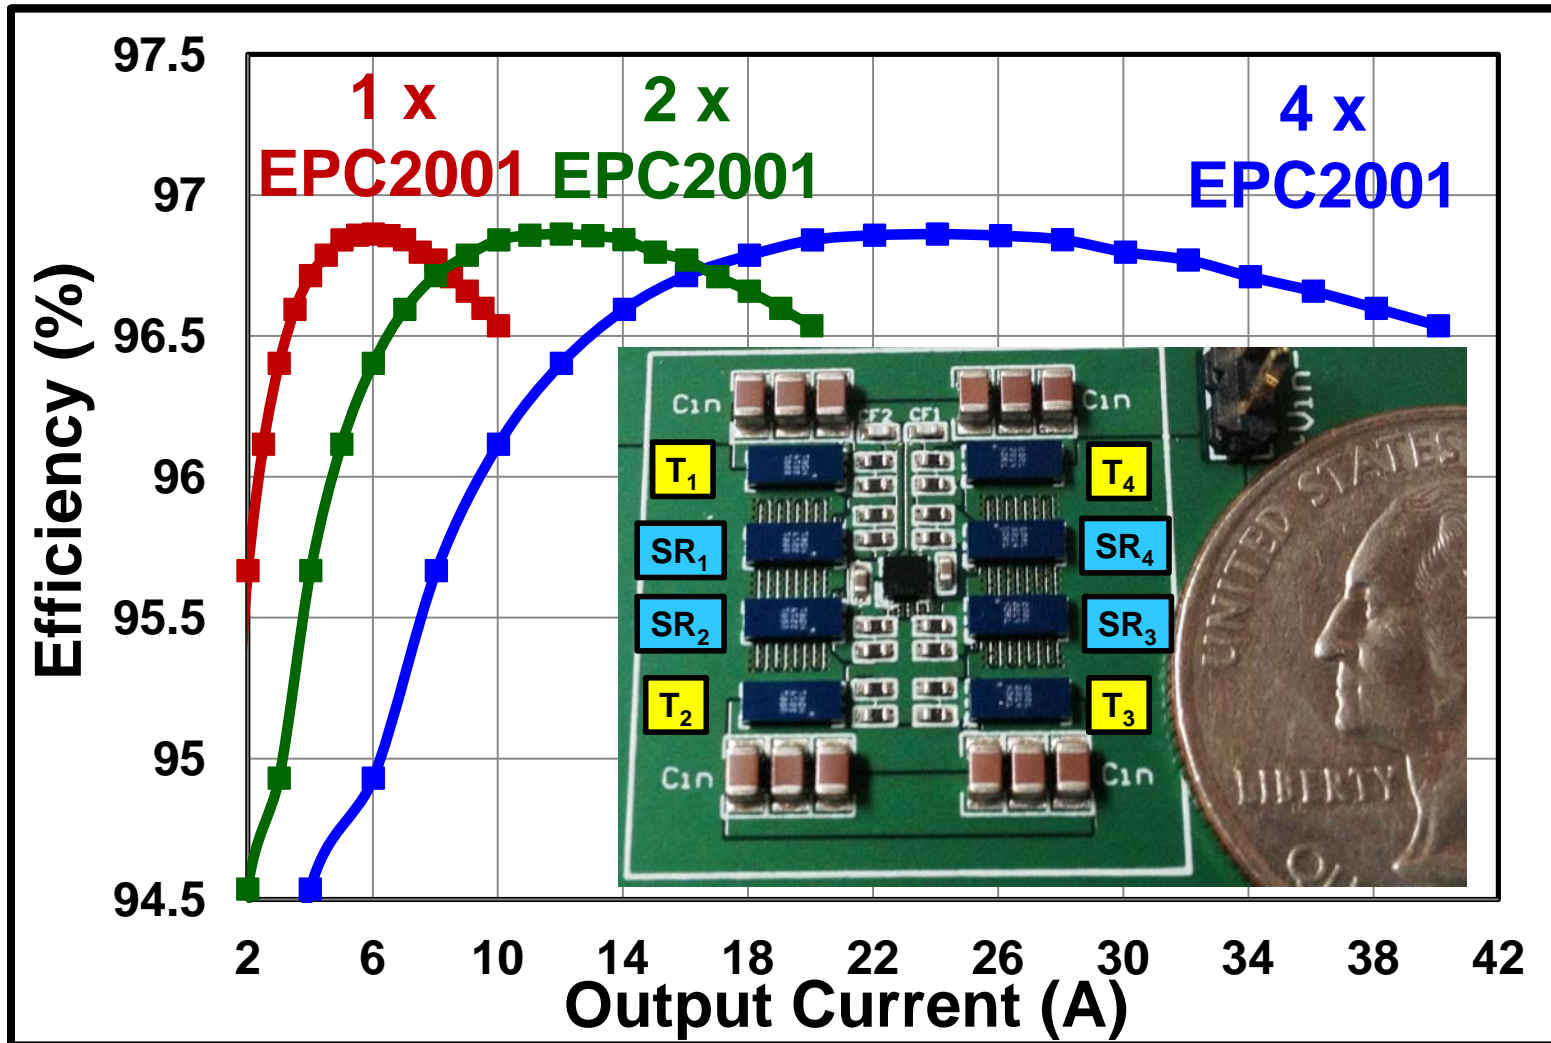 97.5
97
96.5
96
95.5
95
94.5
Efficiency (%)
1 x
EPC2001
2 x
EPC2001
4 x
EPC2001
Cin
Cin
CF2
CF1
T1
T4
SR1
SR4
SR2
SR3
T2
T3
Cin
Cin
UNITED STATES
LIBERTY
2
6
10
14
18
22
26
30
34
38
42
Output Current (A)